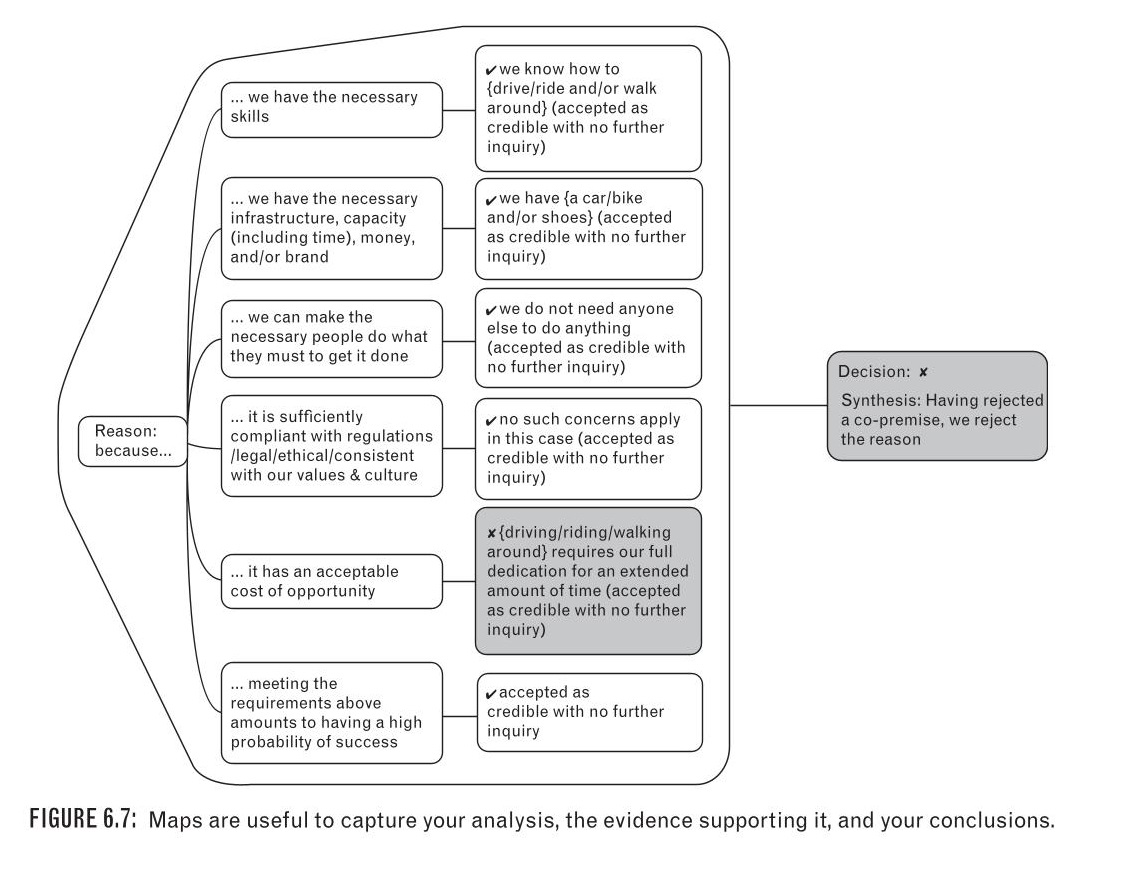 ✔we know how to
{drive/ride and/or walk
around} (accepted as
credible with no further
inquiry)
... we have the necessary
skills
... we have the necessary
infrastructure, capacity
(including time), money,
and/or brand
✔we have {a car/bike
and/or shoes} (accepted
as credible with no further
inquiry)
... we can make the
necessary people do what
they must to get it done
✔we do not need anyone
else to do anything
(accepted as credible with
no further inquiry)
Decision: ✘
Synthesis: Having rejected
a co-premise, we reject
the reason
Reason:
because...
... it is sufficiently
compliant with regulations
/legal/ethical/consistent
with our values & culture
✔no such concerns apply
in this case (accepted as
credible with no further
inquiry)
... it has an acceptable
cost of opportunity
✘{driving/riding/walking
around} requires our full
dedication for an extended
amount of time (accepted
as credible with no further
inquiry)
... meeting the
requirements above
amounts to having a high
probability of success
✔accepted as
credible with no further
inquiry
FIGURE 6.7: Maps are useful to capture your analysis, the evidence supporting it, and your conclusions.